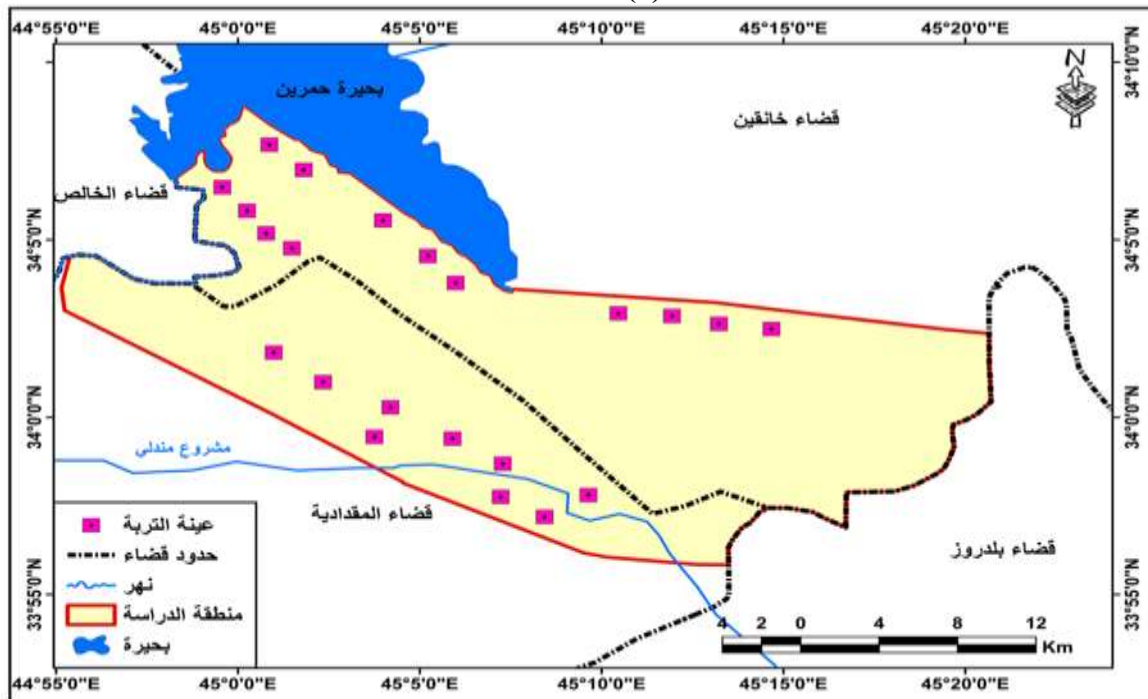 44°55'0"E 45°0'0"E 45°5'0"E 45°10'0"E 45°15'0"E 45°20'0"E
34°10'0"N
N
بحيرة حمرين
قضاء خانقين
قضاء الخالص
34°5'0"N 34°5'0"N
34°0'0"N 34°0'0"N
مشروع مندلي
قضاء المقدادية
قضاء بلدروز
عينة التربة
حدود قضاء
نهر
منطقة الدراسة
بحيرة
33°55'0"N 33°55'0"N
4 2 0 4 8 12
Km
44°55'0"E 45°0'0"E 45°5'0"E 45°10'0"E 45°15'0"E 45°20'0"E